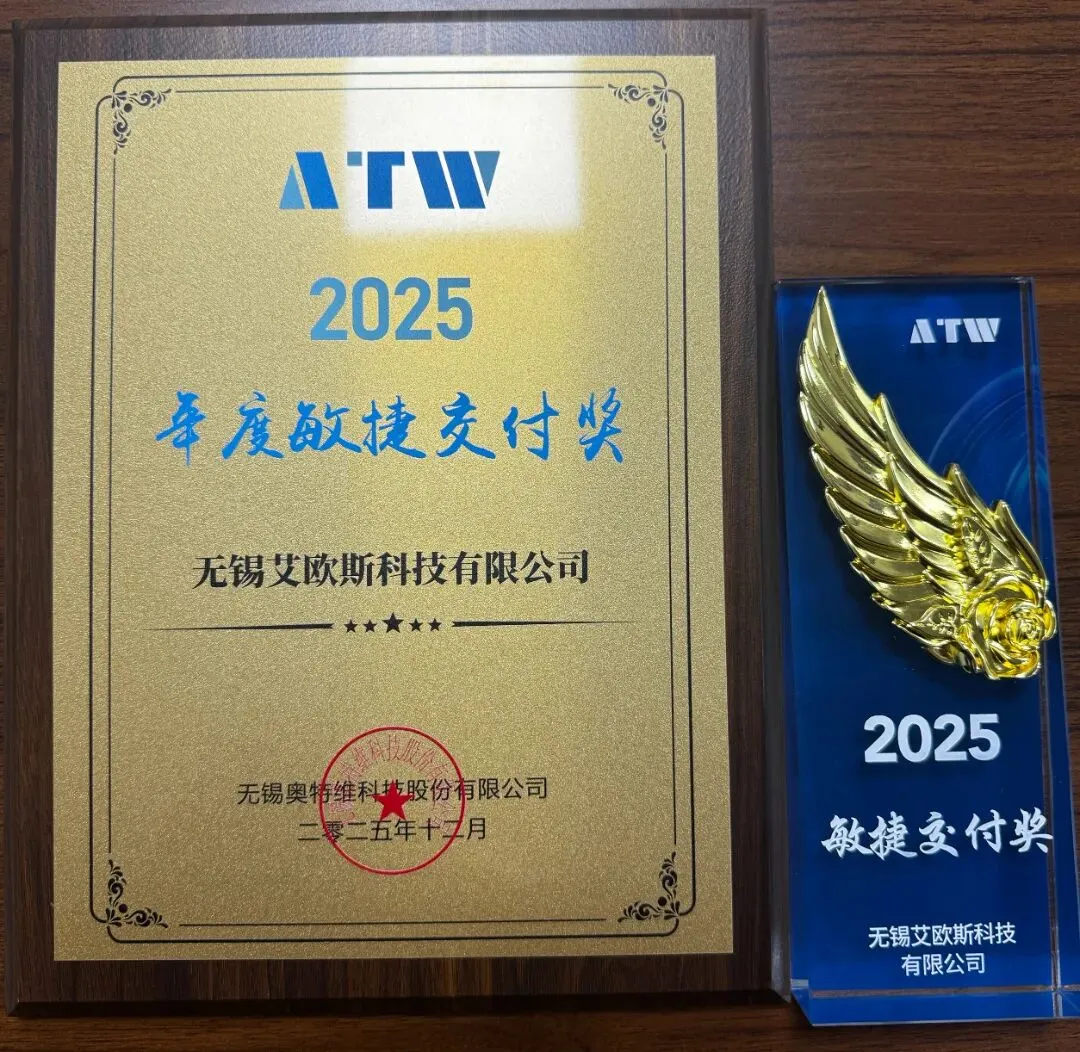 ATW
2025
年度敏捷交付奖
无锡艾欧斯科技有限公司
无锡奥特维科技股份有限公司
二零二五年十二月
ATW
2025
敏捷交付奖
无锡艾欧斯科技
有限公司